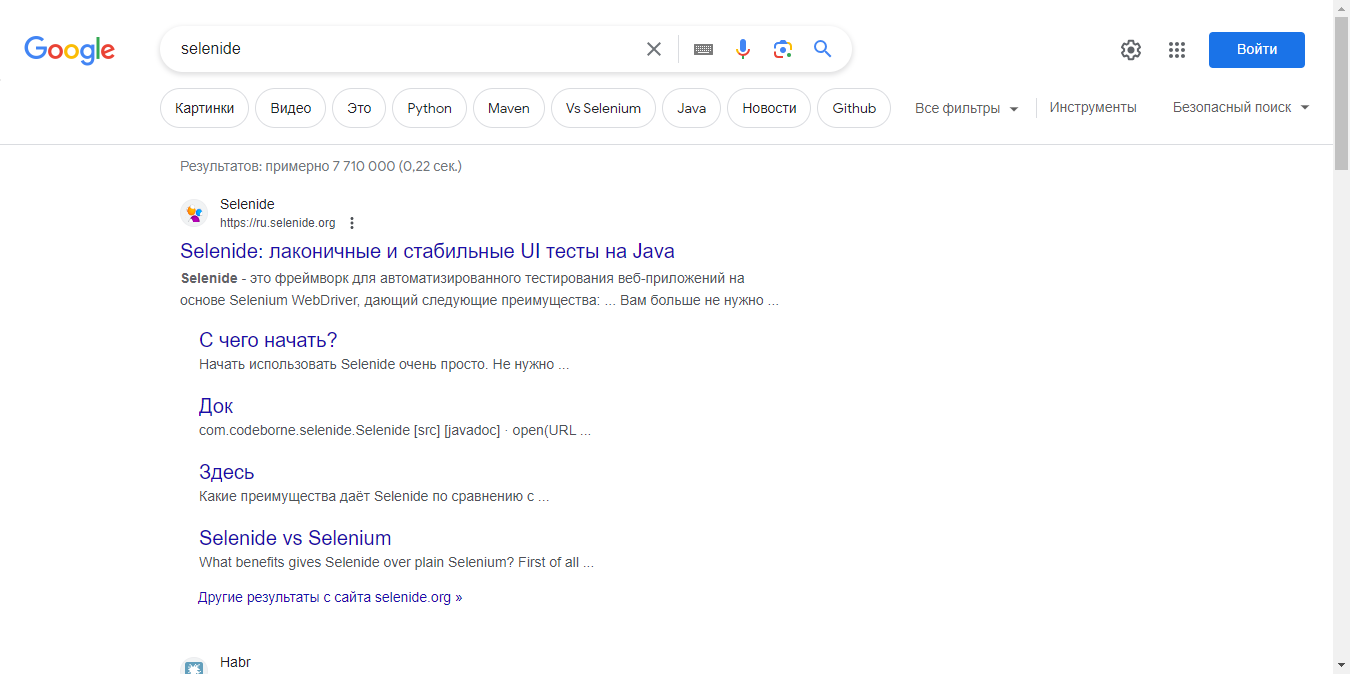 Google
selenide
Войти
Картинки Видео Это Python Maven Vs Selenium Java Новости Github Все фильтры Инструменты Безопасный поиск
Результатов: примерно 7 710 000 (0,22 сек.)
Selenide
https://ru.selenide.org
Selenide: лаконичные и стабильные UI тесты на Java
Selenide - это фреймворк для автоматизированного тестирования веб-приложений на
основе Selenium WebDriver, дающий следующие преимущества: ... Вам больше не нужно ...
С чего начать?
Начать использовать Selenide очень просто. Не нужно ...
Док
com.codeborne.selenide.Selenide [src] [javadoc] · open(URL ...
Здесь
Какие преимущества даёт Selenide по сравнению с ...
Selenide vs Selenium
What benefits gives Selenide over plain Selenium? First of all ...
Другие результаты с сайта selenide.org »
Habr